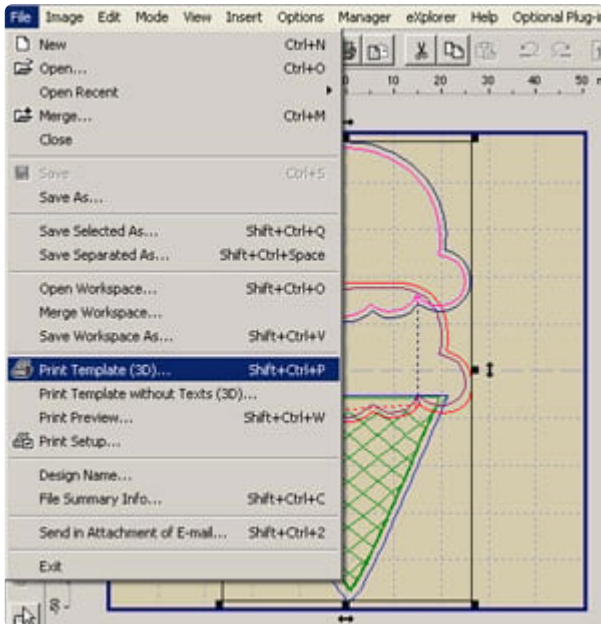 File Image Edit Mode View Insert Options Manager eXplorer Help Optional Plug-i
New Ctrl+N
Open... Ctrl+O
Open Recent
Merge... Ctrl+M
Close
Save Ctrl+S
Save As...
Save Selected As... Shift+Ctrl+Q
Save Separated As... Shift+Ctrl+Space
Open Workspace... Shift+Ctrl+O
Merge Workspace...
Save Workspace As... Shift+Ctrl+V
Print Template (3D)... Shift+Ctrl+P
Print Template without Texts (3D)...
Print Preview... Shift+Ctrl+W
Print Setup...
Design Name...
File Summary Info... Shift+Ctrl+C
Send in Attachment of E-mail... Shift+Ctrl+2
Exit
0 10 20 30 40 50